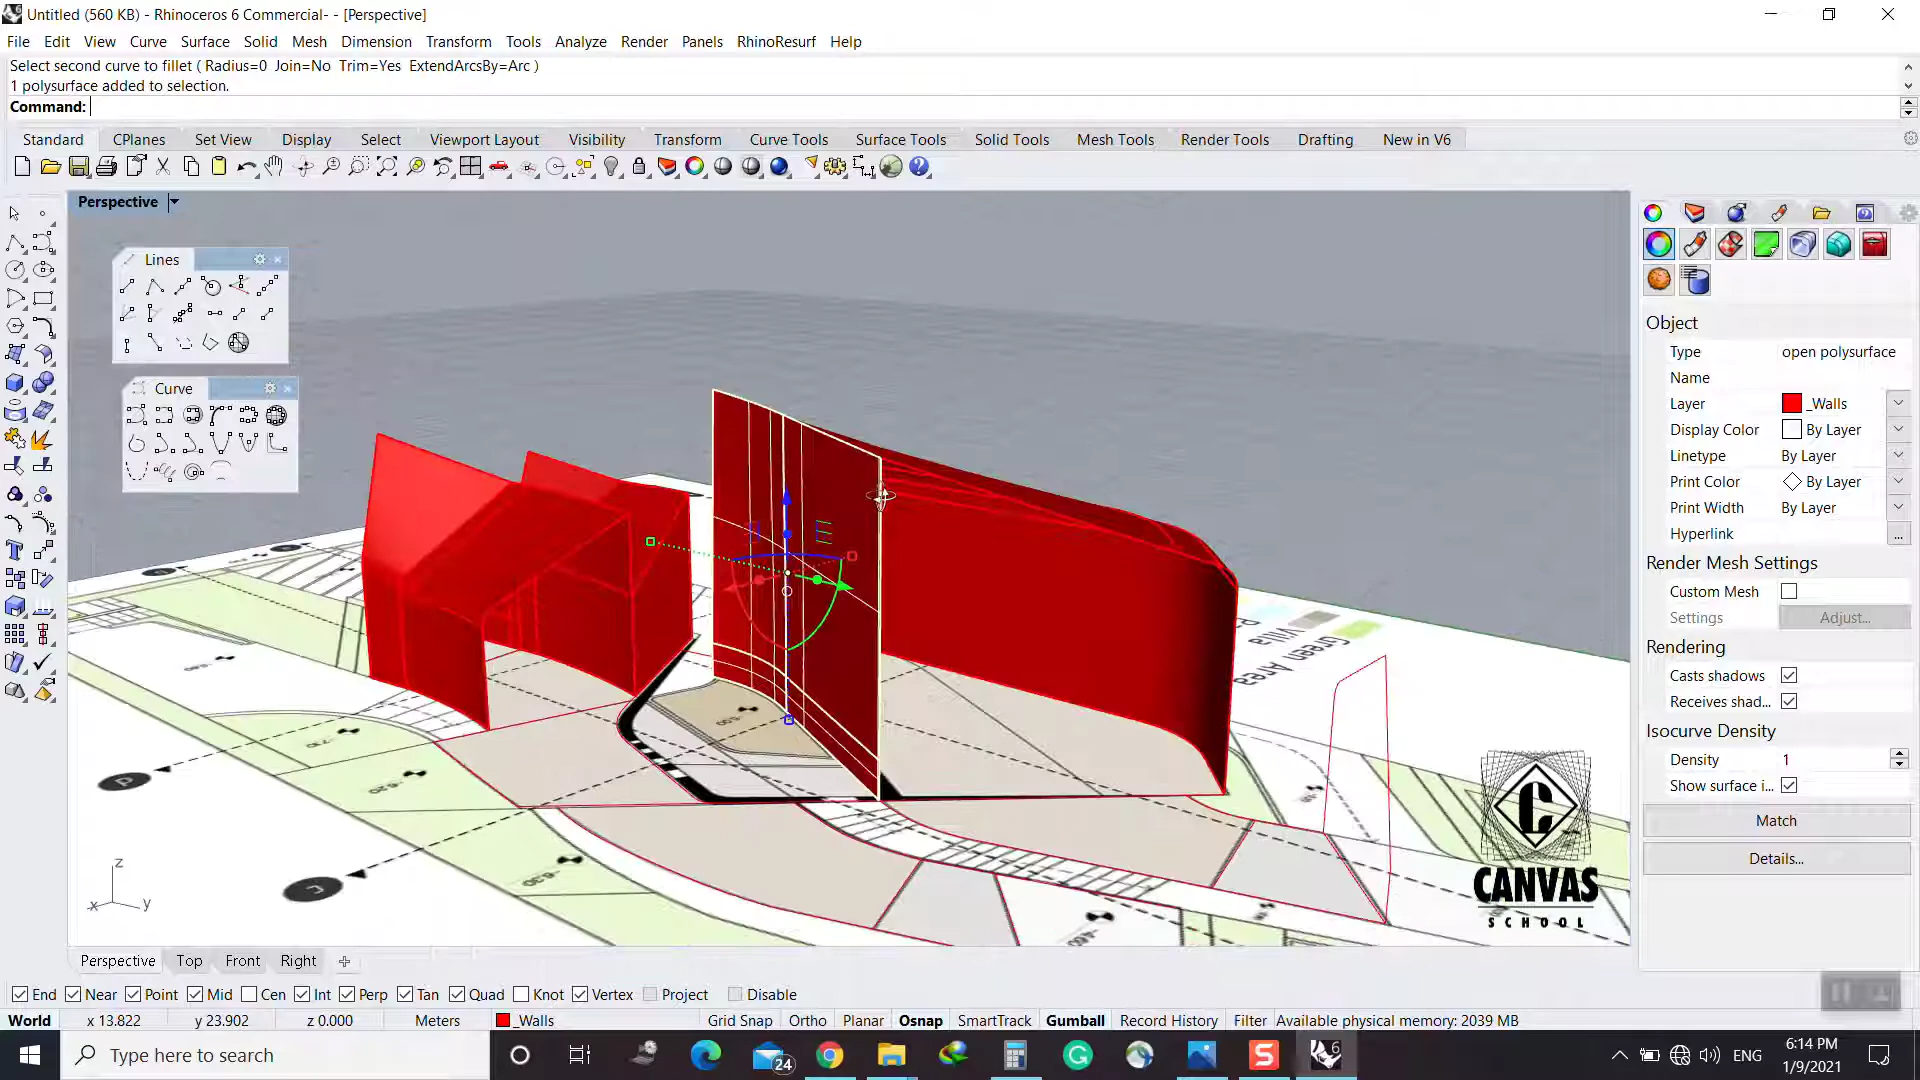 Untitled (560 KB) - Rhinoceros 6 Commercial- - [Perspective]
File Edit View Curve Surface Solid Mesh Dimension Transform Tools Analyze Render Panels RhinoResurf Help
Select second curve to fillet ( Radius=0 Join=No Trim=Yes ExtendArcsBy=Arc )
1 polysurface added to selection.
Command:
Standard CPlanes Set View Display Select Viewport Layout Visibility Transform Curve Tools Surface Tools Solid Tools Mesh Tools Render Tools Drafting New in V6
Perspective
Lines
Curve
Object
Type open polysurface
Name
Layer _Walls
Display Color By Layer
Linetype By Layer
Print Color By Layer
Print Width By Layer
Hyperlink ...
Render Mesh Settings
Custom Mesh
Settings Adjust...
Rendering
Casts shadows
Receives shad...
Isocurve Density
Density 1
Show surface i...
Match
Details...
Villa
Green Area
P
J
-6.30
z
x y
CANVAS
SCHOOL
Perspective Top Front Right
End Near Point Mid Cen Int Perp Tan Quad Knot Vertex Project Disable
World x 13.822 y 23.902 z 0.000 Meters _Walls Grid Snap Ortho Planar Osnap SmartTrack Gumball Record History Filter Available physical memory: 2039 MB
Type here to search
24
6
ENG
6:14 PM
1/9/2021